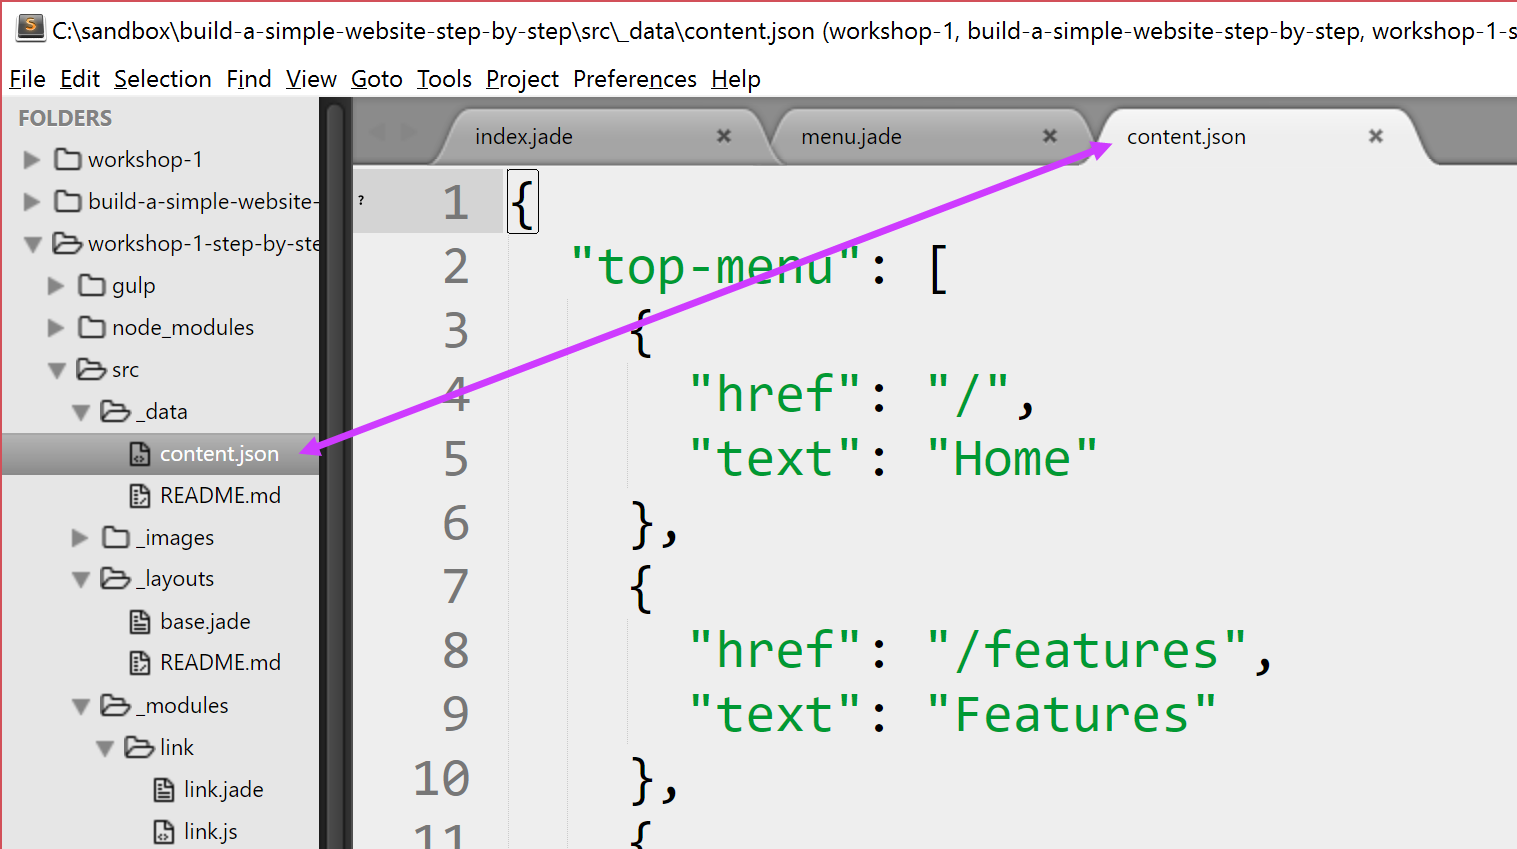 C:\sandbox\build-a-simple-website-step-by-step\src\_data\content.json (workshop-1, build-a-simple-website-step-by-step, workshop-1-s
File Edit Selection Find View Goto Tools Project Preferences Help
FOLDERS
workshop-1
build-a-simple-website-
workshop-1-step-by-ste
gulp
node_modules
src
_data
content.json
README.md
_images
_layouts
base.jade
README.md
_modules
link
link.jade
link.js
index.jade menu.jade content.json
? 1 {
2 "top-menu": [
3 {
4 "href": "/",
5 "text": "Home"
6 },
7 {
8 "href": "/features",
9 "text": "Features"
10 },
11 {